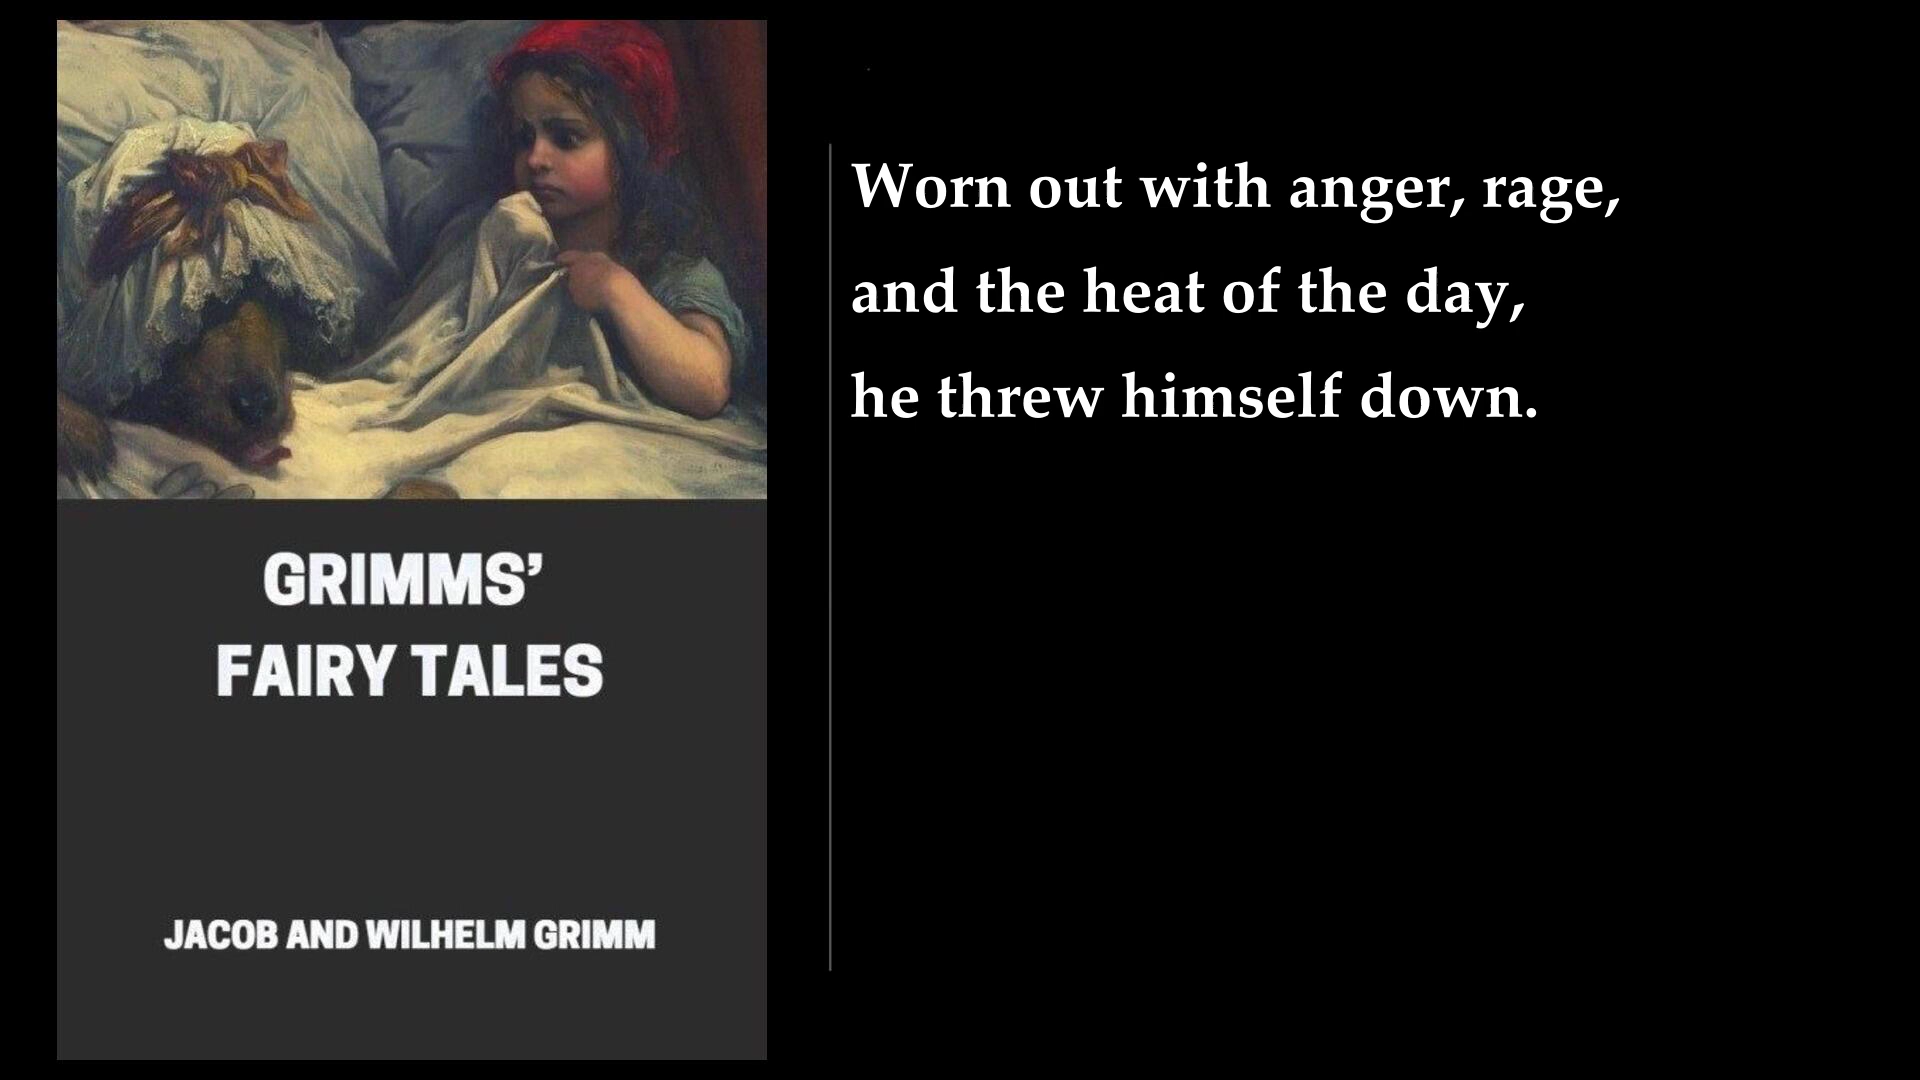 GRIMMS’
FAIRY TALES
JACOB AND WILHELM GRIMM
Worn out with anger, rage,
and the heat of the day,
he threw himself down.